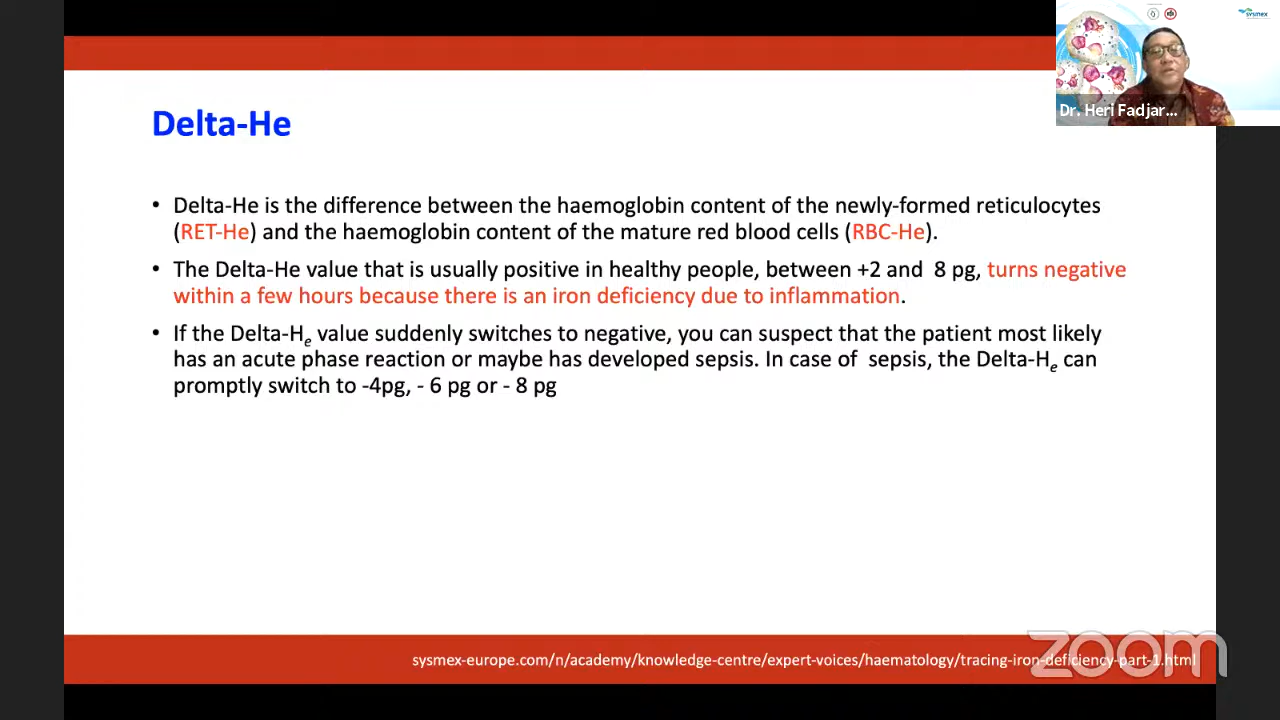 sysmex
Dr. Heri Fadjar...
Delta-He
• Delta-He is the difference between the haemoglobin content of the newly-formed reticulocytes
(RET-He) and the haemoglobin content of the mature red blood cells (RBC-He).
• The Delta-He value that is usually positive in healthy people, between +2 and 8 pg, turns negative
within a few hours because there is an iron deficiency due to inflammation.
• If the Delta-He value suddenly switches to negative, you can suspect that the patient most likely
has an acute phase reaction or maybe has developed sepsis. In case of sepsis, the Delta-He can
promptly switch to -4pg, - 6 pg or - 8 pg
sysmex-europe.com/n/academy/knowledge-centre/expert-voices/haematology/tracing-iron-deficiency-part-1.html
zoom